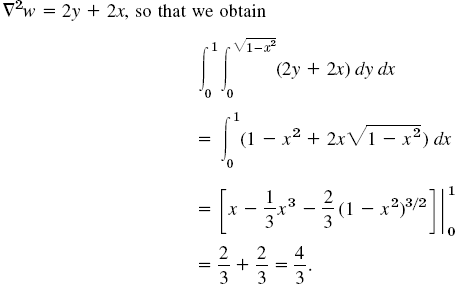 ∇²w = 2y + 2x, so that we obtain
∫₀¹ ∫₀^√(1−x²) (2y + 2x) dy dx
= ∫₀¹ (1 − x² + 2x√(1 − x²)) dx
= [x − 1/3 x³ − 2/3 (1 − x²)^3/2] |₀¹
= 2/3 + 2/3 = 4/3.